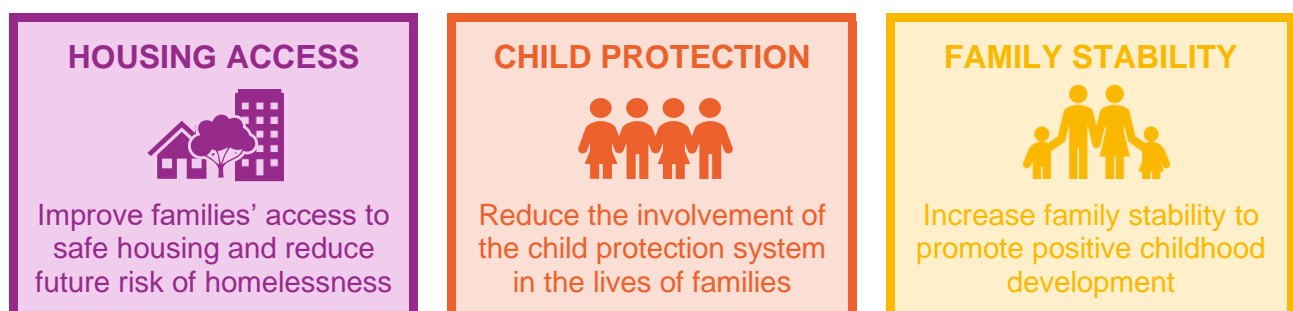 HOUSING ACCESS
Improve families’ access to
safe housing and reduce
future risk of homelessness
CHILD PROTECTION
Reduce the involvement of
the child protection system
in the lives of families
FAMILY STABILITY
Increase family stability to
promote positive childhood
development